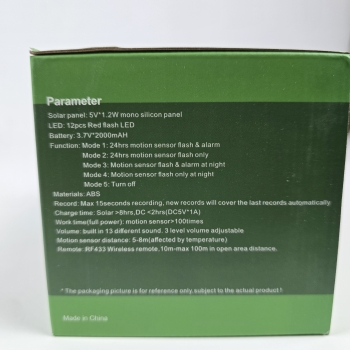 Parameter
Solar panel: 5V*1.2W mono silicon panel
LED: 12pcs Red flash LED
Battery: 3.7V*2000mAH
Function: Mode 1: 24hrs motion sensor flash & alarm
Mode 2: 24hrs motion sensor flash only
Mode 3: Motion sensor flash & alarm at night
Mode 4: Motion sensor flash only at night
Mode 5: Turn off
Materials: ABS
Record: Max 15seconds recording, new records will cover the last records automatically.
Charge time: Solar >8hrs,DC <2hrs(DC5V*1A)
Work time(full power): motion sensor>100times
Volume: built in 13 different sound. 3 level volume adjustable
Motion sensor distance: 5-8m(affected by temperature)
Remote: RF433 Wireless remote,10m-max 100m in open area distance.
* The packaging picture is for reference only,subject to the actual product!
Made in China